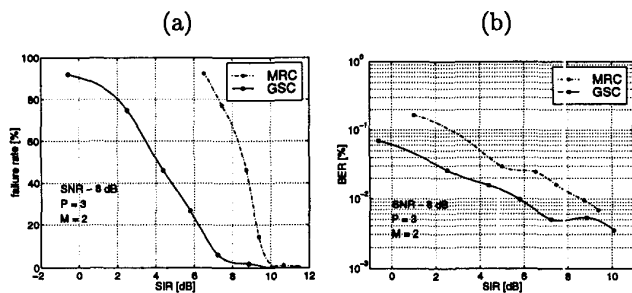 (a)
(b)
100
80
60
40
20
0
failure rate [%]
MRC
GSC
SNR – 8 dB
P = 3
M = 2
0 2 4 6 8 10 12
SIR [dB]
10⁰
10⁻¹
10⁻²
10⁻³
BER [%]
MRC
GSC
SNR – 8 dB
P = 3
M = 2
0 2 4 6 8 10
SIR [dB]